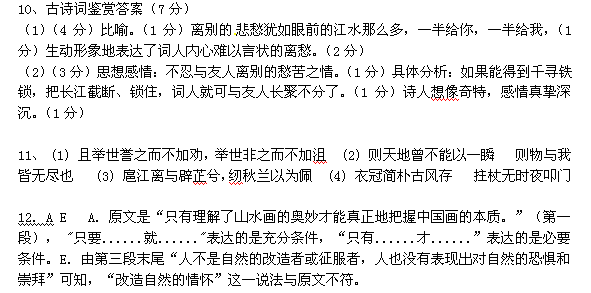 10、古诗词鉴赏答案（7 分）
（1）（4 分）比喻。（1 分）离别的悲愁犹如眼前的江水那么多，一半给你，一半给我，（1
分）生动形象地表达了词人内心难以言状的离愁。（2 分）
（2）（3 分）思想感情：不忍与友人离别的愁苦之情。（1 分）具体分析：如果能得到千寻铁
锁，把长江截断、锁住，词人就可与友人长聚不分了。（1 分）诗人想像奇特，感情真挚深
沉。（1 分）
11、（1）且举世誉之而不加劝，举世非之而不加沮 （2）则天地曾不能以一瞬 则物与我
皆无尽也 （3）扈江离与辟芷兮，纫秋兰以为佩 （4）衣冠简朴古风存 拄杖无时夜叩门
12. A E A. 原文是“只有理解了山水画的奥妙才能真正地把握中国画的本质。”（第一
段），“只要......就......”表达的是充分条件，“只有......才......”表达的是必要
条件。E. 由第三段末尾“人不是自然的改造者或征服者，人也没有表现出对自然的恐惧和
崇拜”可知，“改造自然的情怀”这一说法与原文不符。